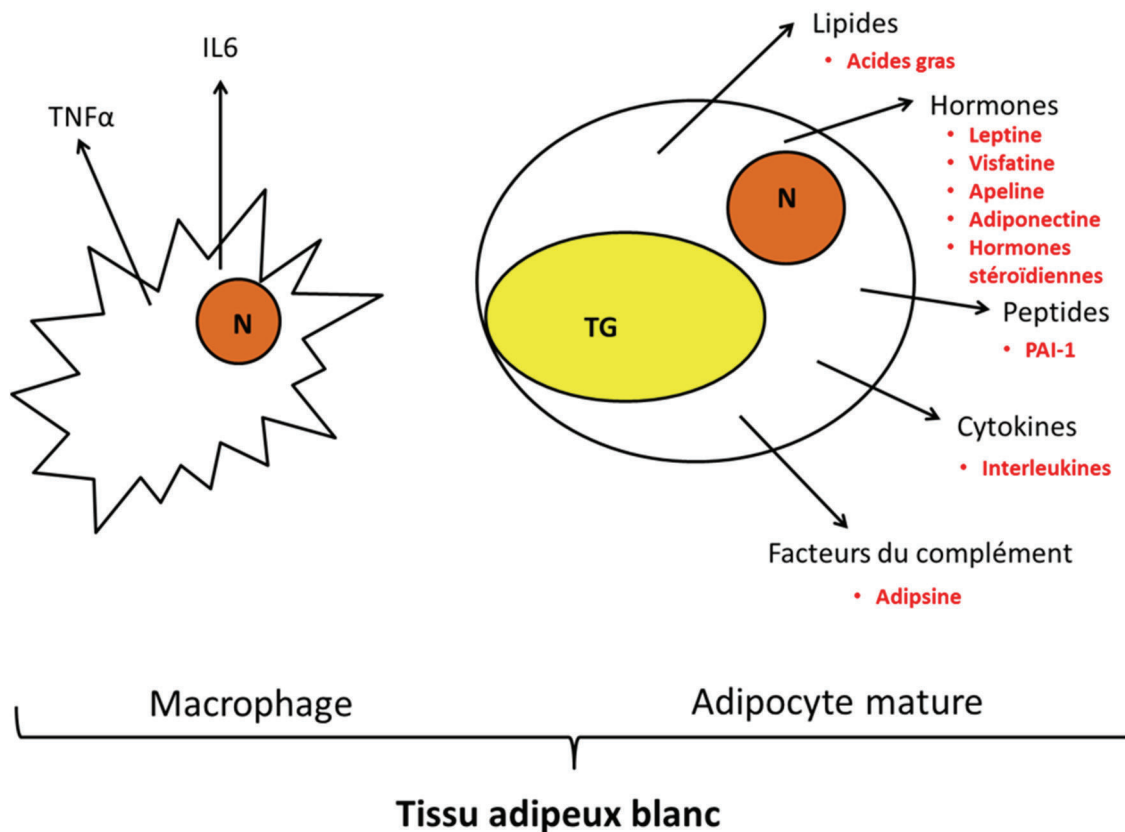 IL6
TNFα
N
Macrophage
Lipides
• Acides gras
Hormones
• Leptine
• Visfatine
• Apeline
• Adiponectine
• Hormones
stéroïdiennes
N
TG
Peptides
• PAI-1
Cytokines
• Interleukines
Facteurs du complément
• Adipsine
Adipocyte mature
Tissu adipeux blanc